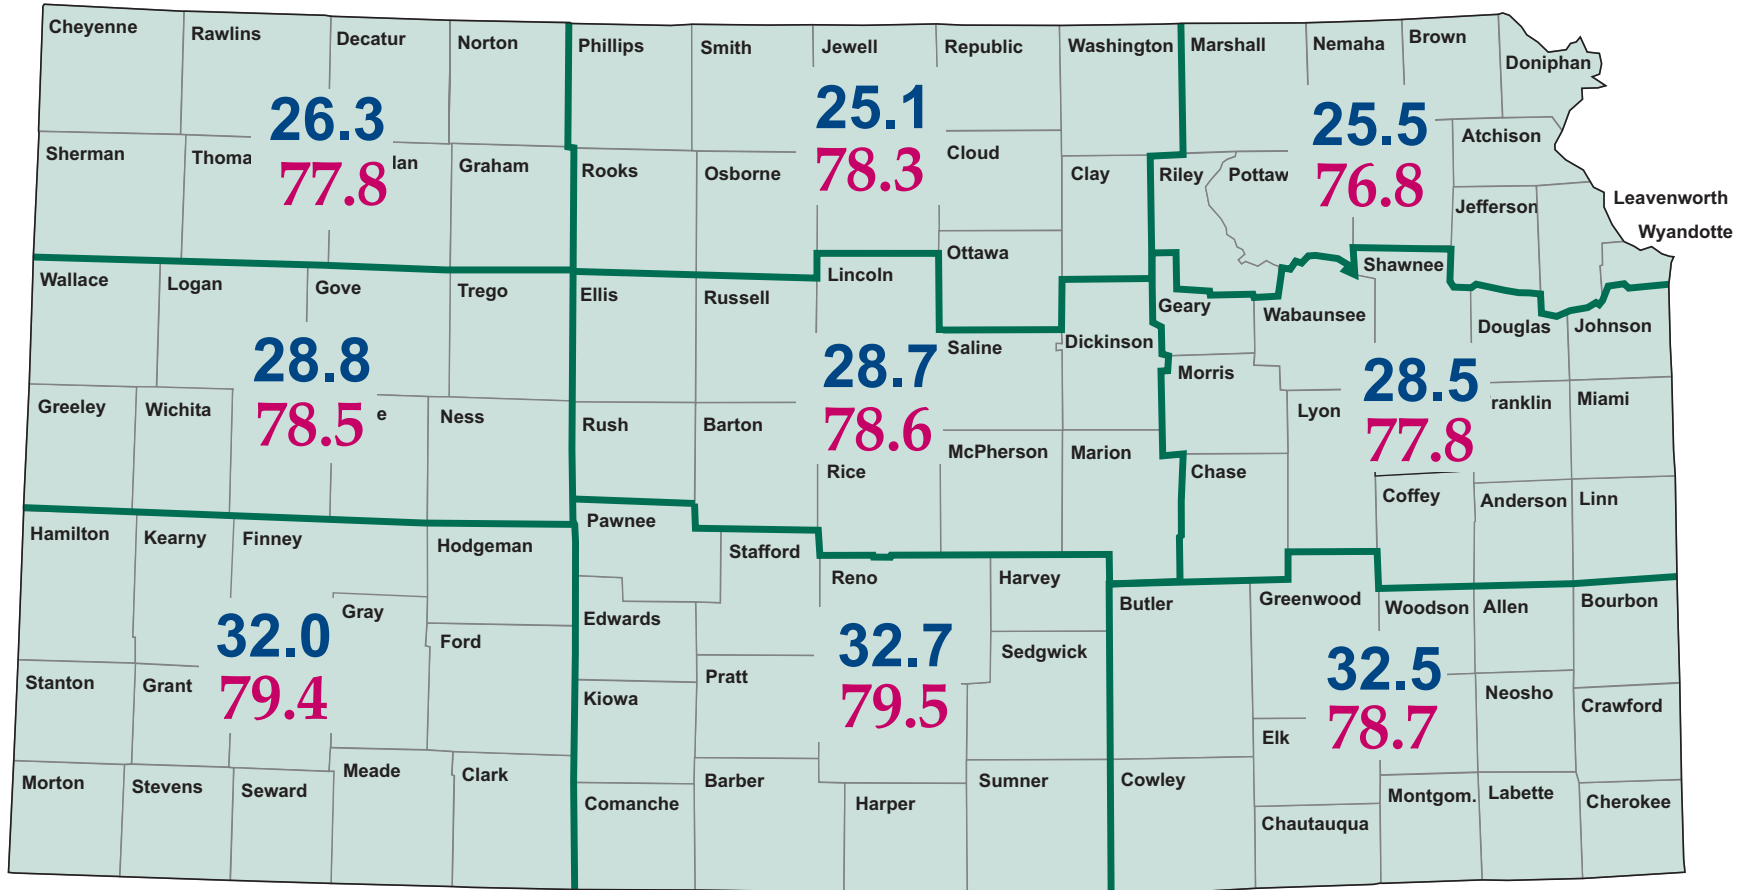 Cheyenne
Rawlins
Decatur
Norton
Phillips
Smith
Jewell
Republic
Washington
Marshall
Nemaha
Brown
Doniphan
26.3
77.8
25.1
78.3
25.5
76.8
Sherman
Thoma
lan
Graham
Rooks
Osborne
Cloud
Clay
Riley
Pottaw
Atchison
Jefferson
Leavenworth
Wyandotte
Ottawa
Wallace
Logan
Gove
Trego
Ellis
Russell
Lincoln
Saline
Dickinson
Geary
Wabaunsee
Shawnee
Douglas
Johnson
28.8
78.5
28.7
78.6
28.5
77.8
Greeley
Wichita
e
Ness
Rush
Barton
Rice
McPherson
Marion
Morris
Chase
Lyon
ranklin
Miami
Coffey
Anderson
Linn
Hamilton
Kearny
Finney
Hodgeman
Pawnee
Stafford
Reno
Harvey
Butler
Greenwood
Woodson
Allen
Bourbon
Gray
Ford
Edwards
Sedgwick
32.0
79.4
32.7
79.5
32.5
78.7
Stanton
Grant
Kiowa
Pratt
Elk
Neosho
Crawford
Morton
Stevens
Seward
Meade
Clark
Comanche
Barber
Harper
Sumner
Cowley
Chautauqua
Montgom.
Labette
Cherokee